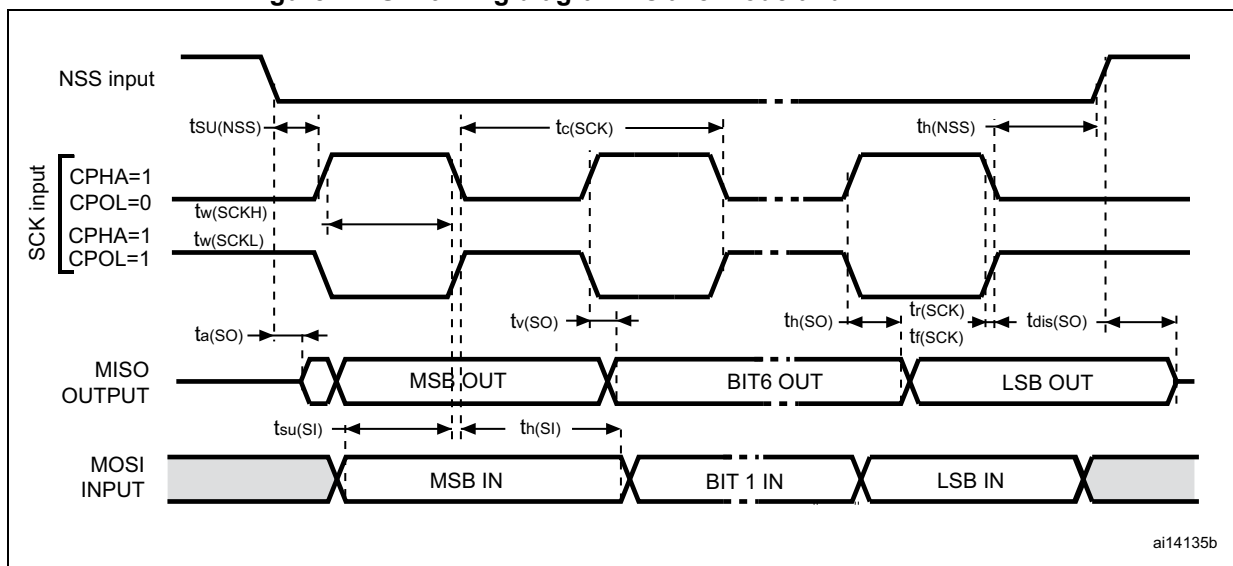 NSS input
tSU(NSS)
tc(SCK)
th(NSS)
SCK input
CPHA=1
CPOL=0
tw(SCKH)
CPHA=1
tw(SCKL)
CPOL=1
ta(SO)
tv(SO)
th(SO)
tr(SCK)
tf(SCK)
tdis(SO)
MISO
OUTPUT
MSB OUT
BIT6 OUT
LSB OUT
tsu(SI)
th(SI)
MOSI
INPUT
MSB IN
BIT 1 IN
LSB IN
ai14135b